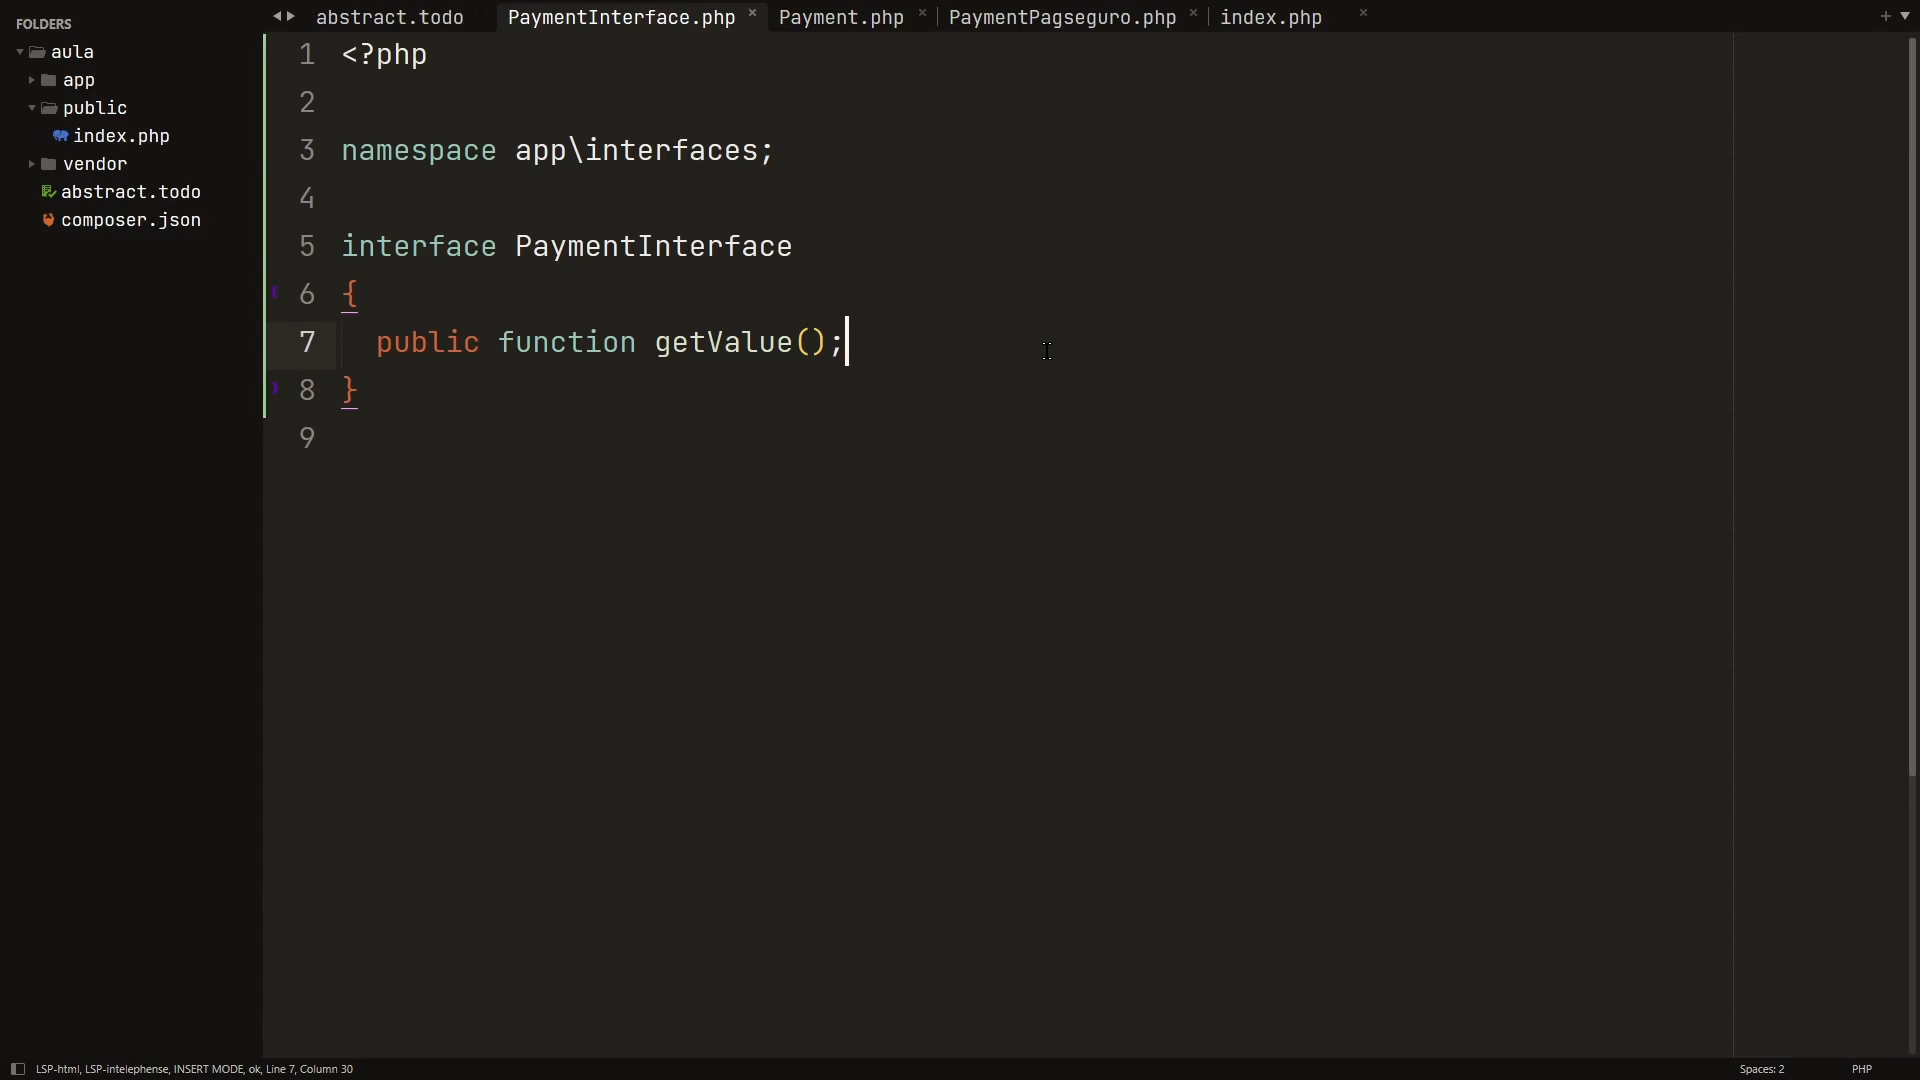 FOLDERS
aula
app
public
index.php
vendor
abstract.todo
composer.json
abstract.todo
PaymentInterface.php ×
Payment.php ×
PaymentPagseguro.php ×
index.php ×
1 <?php
2
3 namespace app\interfaces;
4
5 interface PaymentInterface
6 {
7 public function getValue();
8 }
9
LSP-html, LSP-intelephense, INSERT MODE, ok, Line 7, Column 30
Spaces: 2
PHP